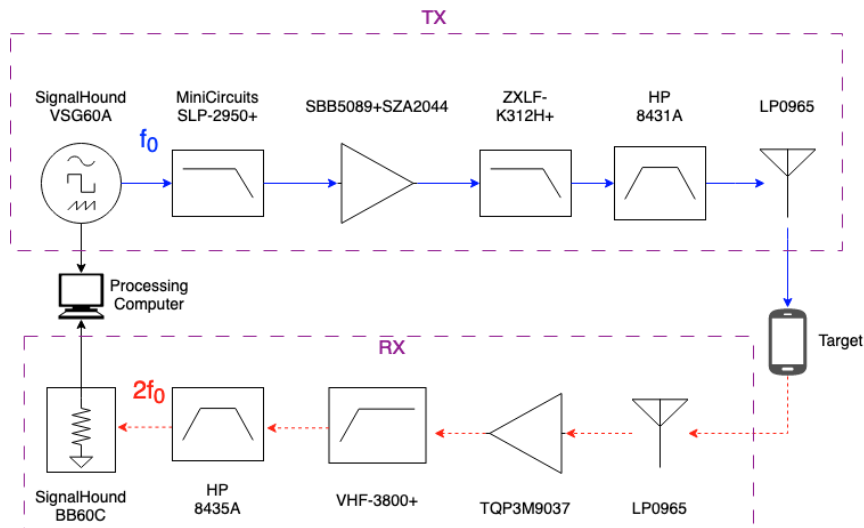 TX
SignalHound
VSG60A
MiniCircuits
SLP-2950+
SBB5089+SZA2044
ZXLF-
K312H+
HP
8431A
LP0965
f0
Processing
Computer
Target
RX
2f0
SignalHound
BB60C
HP
8435A
VHF-3800+
TQP3M9037
LP0965